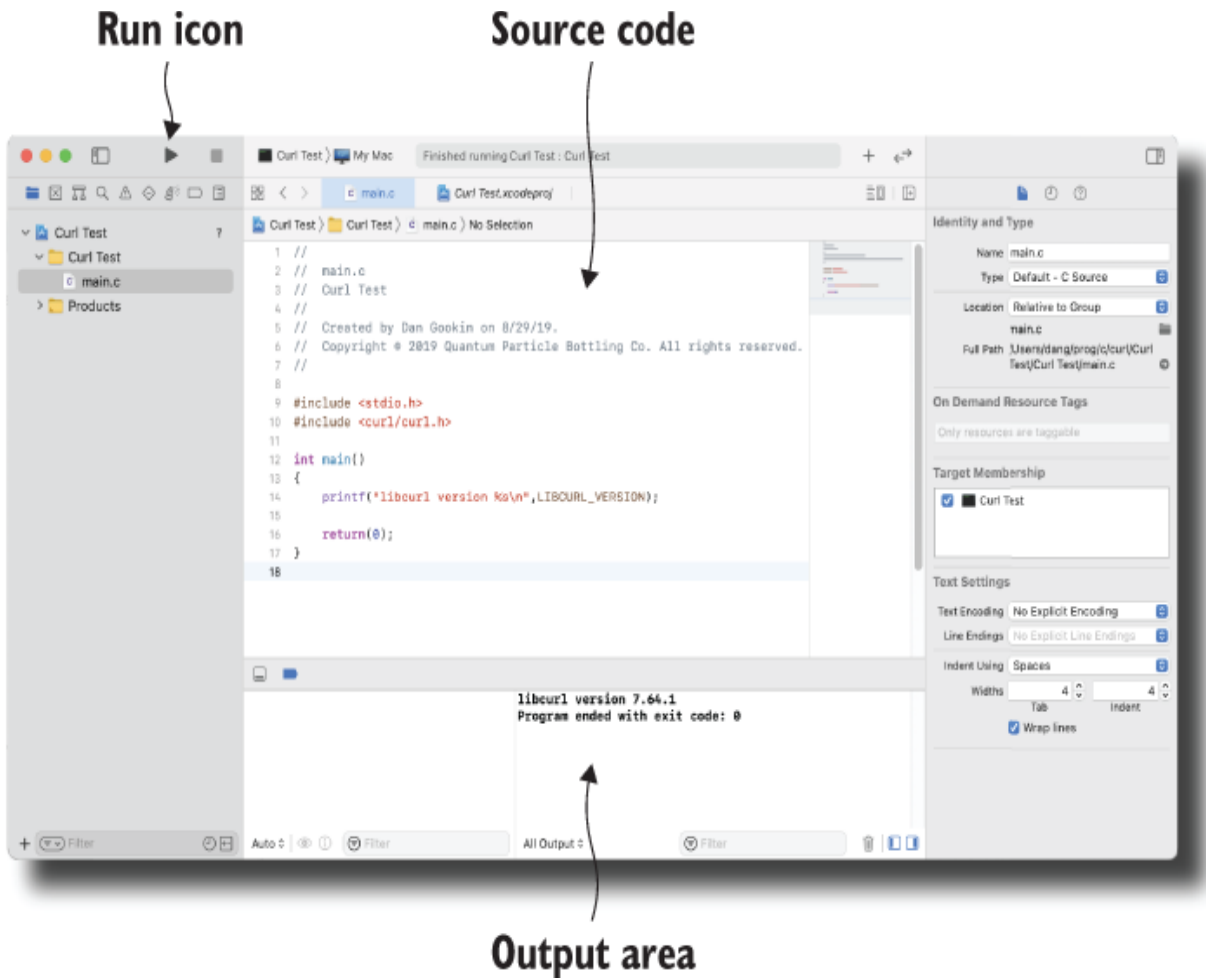 Run icon
Source code
Curl Test
My Mac
Finished running Curl Test : Curl Test
main.c
Curl Test.xcodeproj
Curl Test
?
Curl Test
main.c
Products
Curl Test
Curl Test
main.c
No Selection
1 //
2 // main.c
3 // Curl Test
4 //
5 // Created by Dan Gookin on 8/29/19.
6 // Copyright © 2019 Quantum Particle Bottling Co. All rights reserved.
7 //
8
9 #include <stdio.h>
10 #include <curl/curl.h>
11
12 int main()
13 {
14 printf("libcurl version %s\n",LIBCURL_VERSION);
15
16 return(0);
17 }
18
libcurl version 7.64.1
Program ended with exit code: 0
Filter
Auto
Filter
All Output
Filter
Identity and Type
Name main.c
Type Default - C Source
Location Relative to Group
main.c
Full Path /Users/dang/prog/c/curl/Curl
Test/Curl Test/main.c
On Demand Resource Tags
Only resources are taggable
Target Membership
Curl Test
Text Settings
Text Encoding No Explicit Encoding
Line Endings No Explicit Line Endings
Indent Using Spaces
Widths 4 4
Tab Indent
Wrap lines
Output area